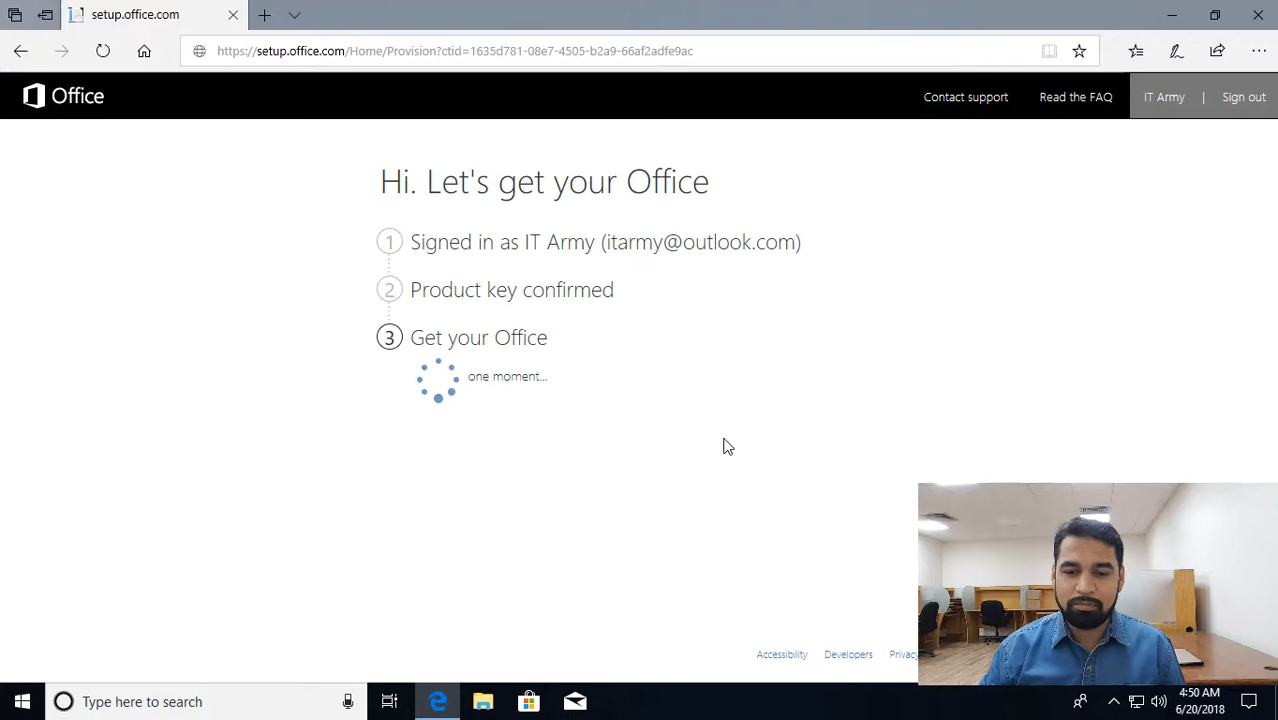 setup.office.com
https://setup.office.com/Home/Provision?ctid=1635d781-08e7-4505-b2a9-66af2adfe9ac
Office
Contact support
Read the FAQ
IT Army | Sign out
Hi. Let's get your Office
1 Signed in as IT Army (itarmy@outlook.com)
2 Product key confirmed
3 Get your Office
one moment...
Accessibility
Developers
Privacy
Type here to search
4:50 AM
6/20/2018